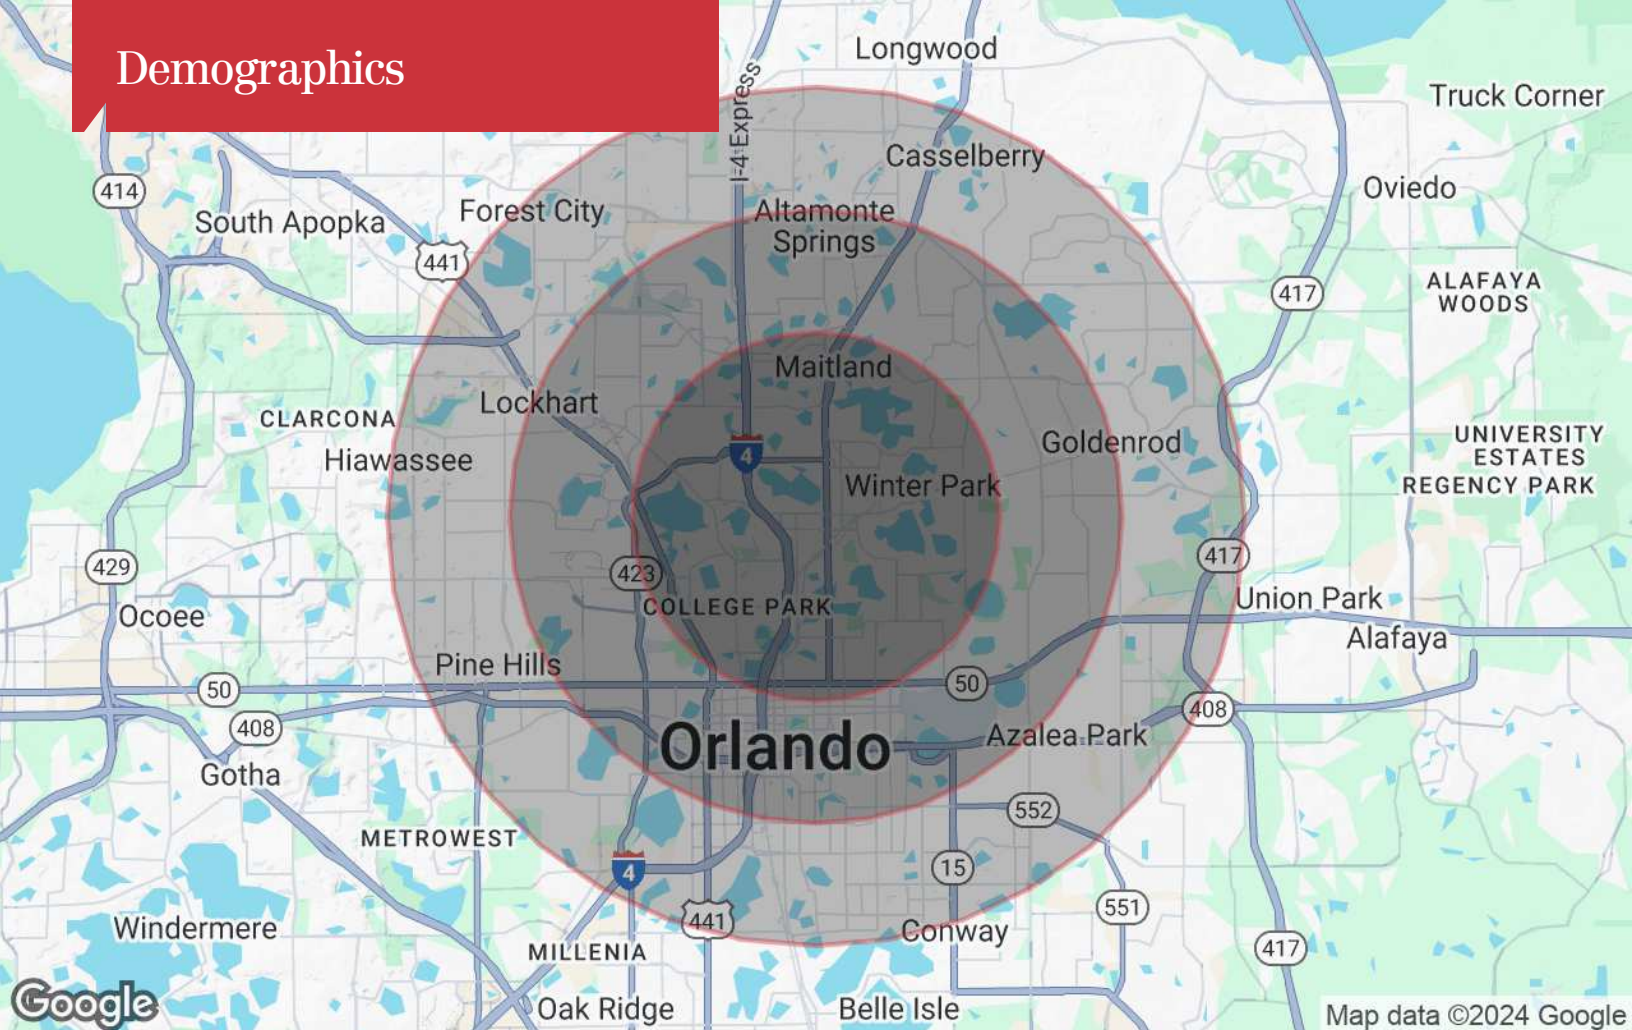 Demographics
Longwood
I-4 Express
Truck Corner
Casselberry
Oviedo
414
Forest City
Altamonte
Springs
South Apopka
441
417
ALAFAYA
WOODS
Maitland
Lockhart
CLARCONA
Hiawassee
4
Goldenrod
UNIVERSITY
ESTATES
Winter Park
REGENCY PARK
429
423
417
COLLEGE PARK
Union Park
Ocoee
Alafaya
Pine Hills
50
50
408
408
Orlando
Azalea Park
Gotha
552
METROWEST
4
15
441
551
Windermere
Conway
MILLENIA
417
Google
Oak Ridge
Belle Isle
Map data ©2024 Google